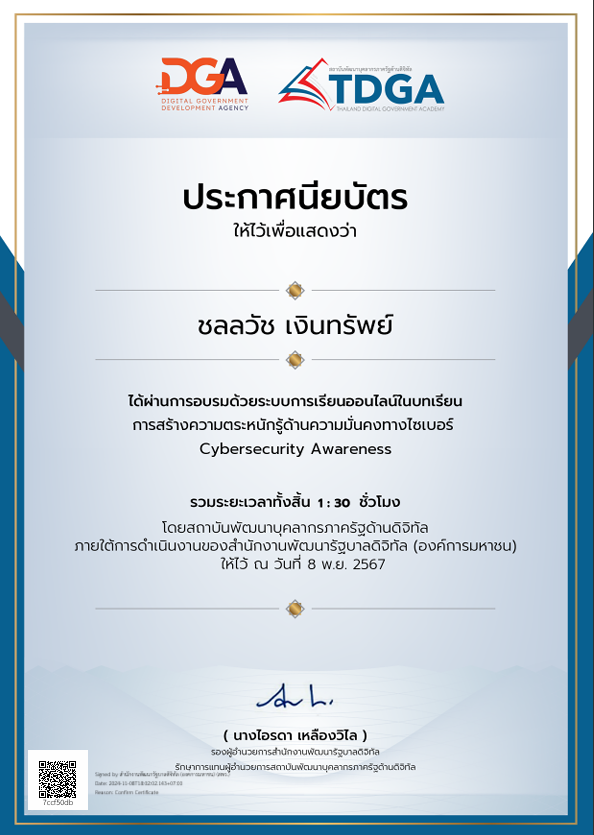 DGA
DIGITAL GOVERNMENT
DEVELOPMENT AGENCY
สถาบันพัฒนาบุคลากรภาครัฐด้านดิจิทัล
TDGA
THAILAND DIGITAL GOVERNMENT ACADEMY
ประกาศนียบัตร
ให้ไว้เพื่อแสดงว่า
ชลลวัช เงินทรัพย์
ได้ผ่านการอบรมด้วยระบบการเรียนออนไลน์ในบทเรียน
การสร้างความตระหนักรู้ด้านความมั่นคงทางไซเบอร์
Cybersecurity Awareness
รวมระยะเวลาทั้งสิ้น 1 : 30 ชั่วโมง
โดยสถาบันพัฒนาบุคลากรภาครัฐด้านดิจิทัล
ภายใต้การดำเนินงานของสำนักงานพัฒนารัฐบาลดิจิทัล (องค์การมหาชน)
ให้ไว้ ณ วันที่ 8 พ.ย. 2567
( นางไอรดา เหลืองวิไล )
รองผู้อำนวยการสำนักงานพัฒนารัฐบาลดิจิทัล
รักษาการแทนผู้อำนวยการสถาบันพัฒนาบุคลากรภาครัฐด้านดิจิทัล
Signed by: สำนักงานพัฒนารัฐบาลดิจิทัล (องค์การมหาชน)
Date: 2024-11-08T18:02:02.193+07:00
Reason: Confirm Certificate
7ccf50db